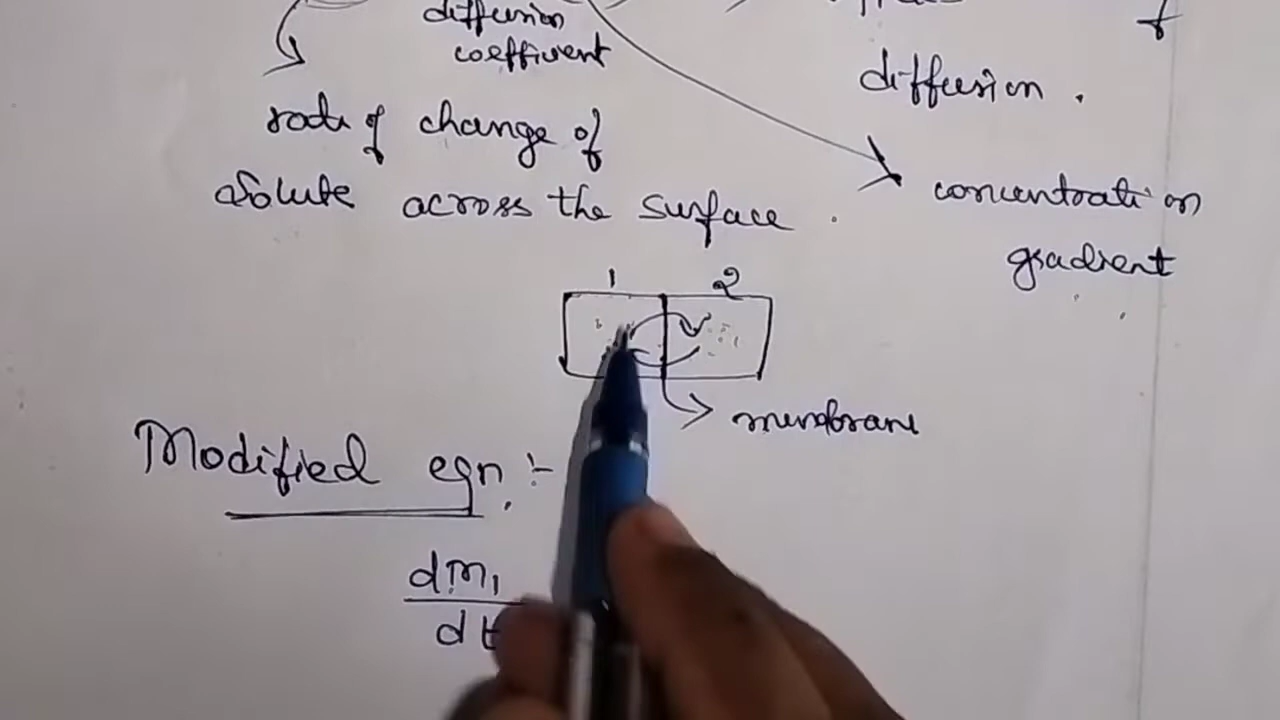 diffusion
coefficient
diffusion.
rate of change of
solute across the surface.
concentration
gradient
1 2
membrane
Modified eqn :-
dm₁
dt